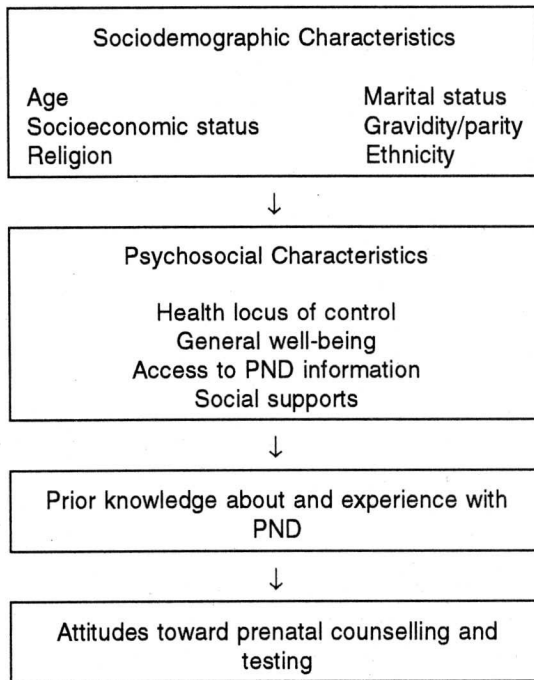 Sociodemographic Characteristics
Age Marital status
Socioeconomic status Gravidity/parity
Religion Ethnicity
↓
Psychosocial Characteristics
Health locus of control
General well-being
Access to PND information
Social supports
↓
Prior knowledge about and experience with
PND
↓
Attitudes toward prenatal counselling and
testing